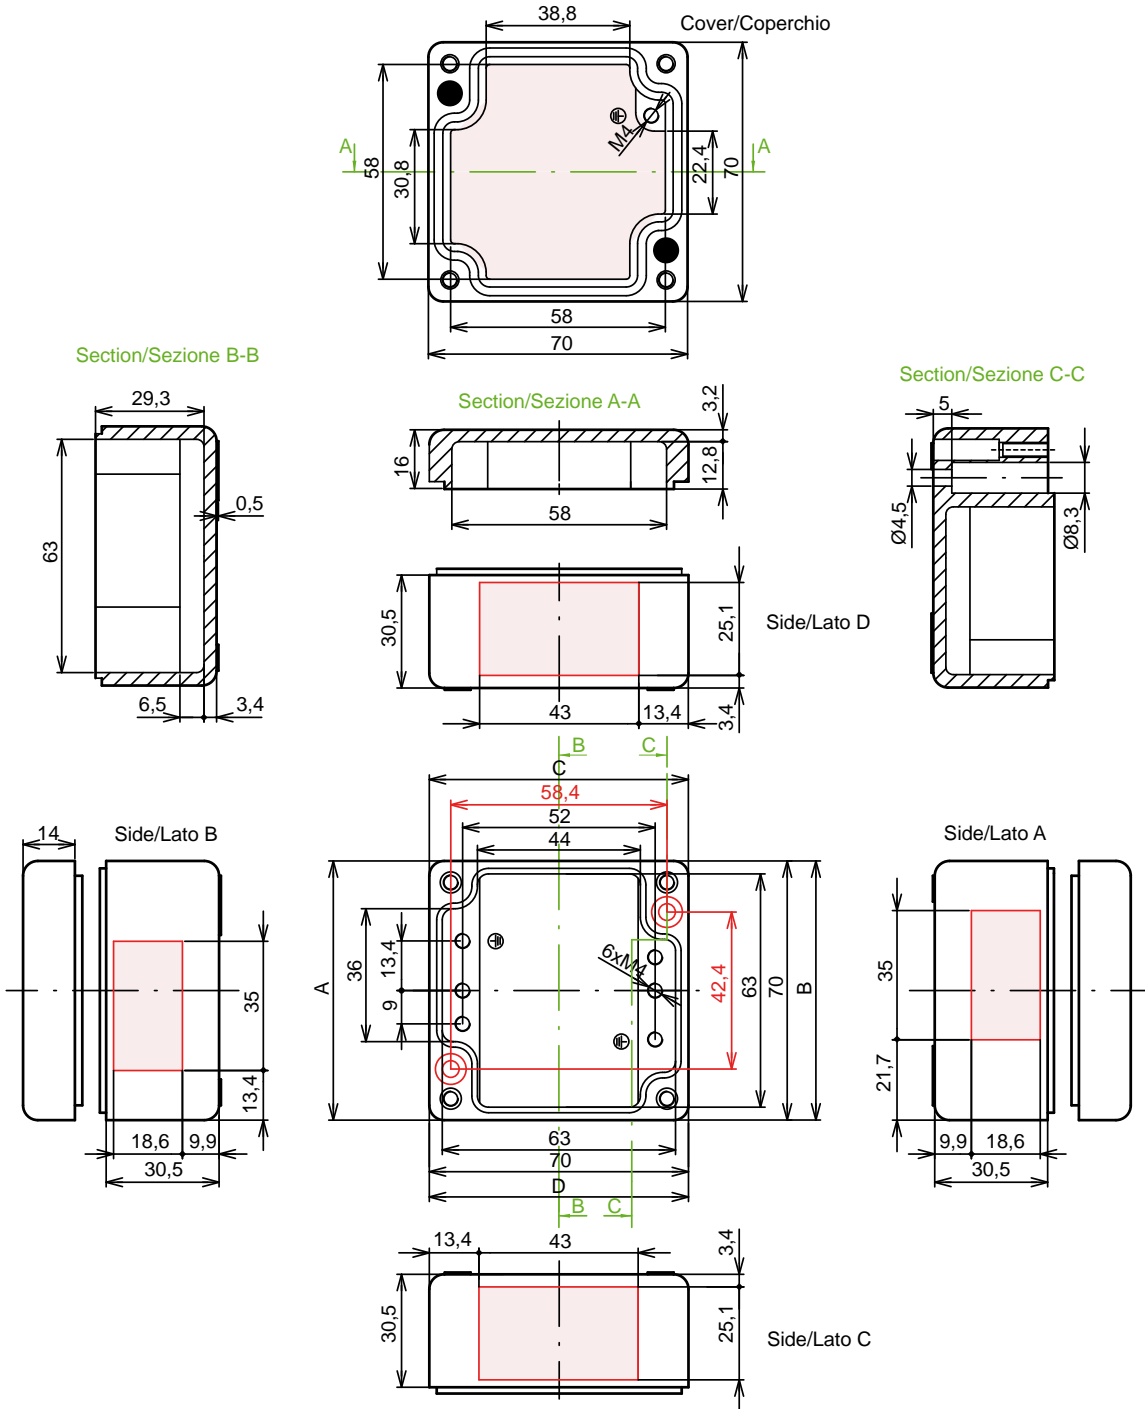 38,8
Cover/Coperchio
M4
A
A
58
30,8
22,4
70
58
70
Section/Sezione B-B
29,3
63
0,5
6,5
3,4
Section/Sezione A-A
3,2
16
12,8
58
Section/Sezione C-C
5
Ø4,5
Ø8,3
30,5
25,1
Side/Lato D
43
13,4
3,4
B
C
C
58,4
52
44
14
Side/Lato B
35
13,4
18,6
9,9
30,5
A
36
13,4
9
6xM4
42,4
63
70
B
63
70
D
B
C
Side/Lato A
35
21,7
9,9
18,6
30,5
13,4
43
3,4
30,5
25,1
Side/Lato C